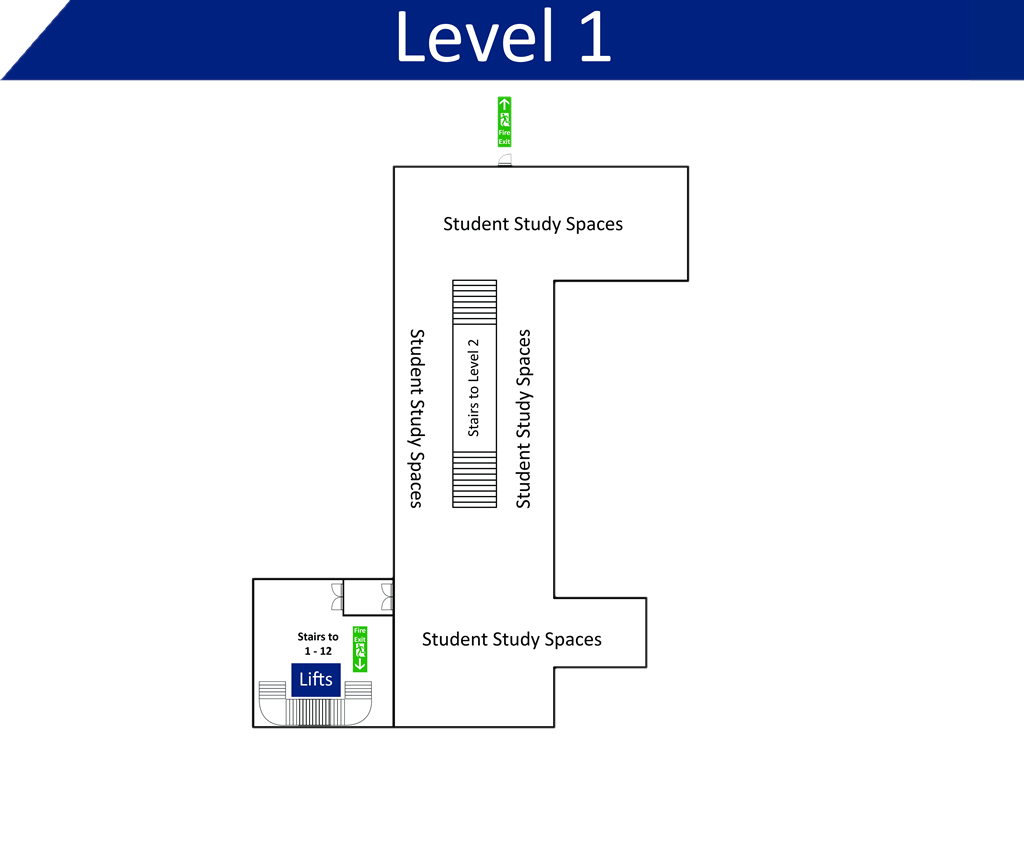 Level 1
Fire
Exit
Student Study Spaces
Student Study Spaces
Stairs to Level 2
Student Study Spaces
Student Study Spaces
Stairs to
1 - 12
Fire
Exit
Lifts